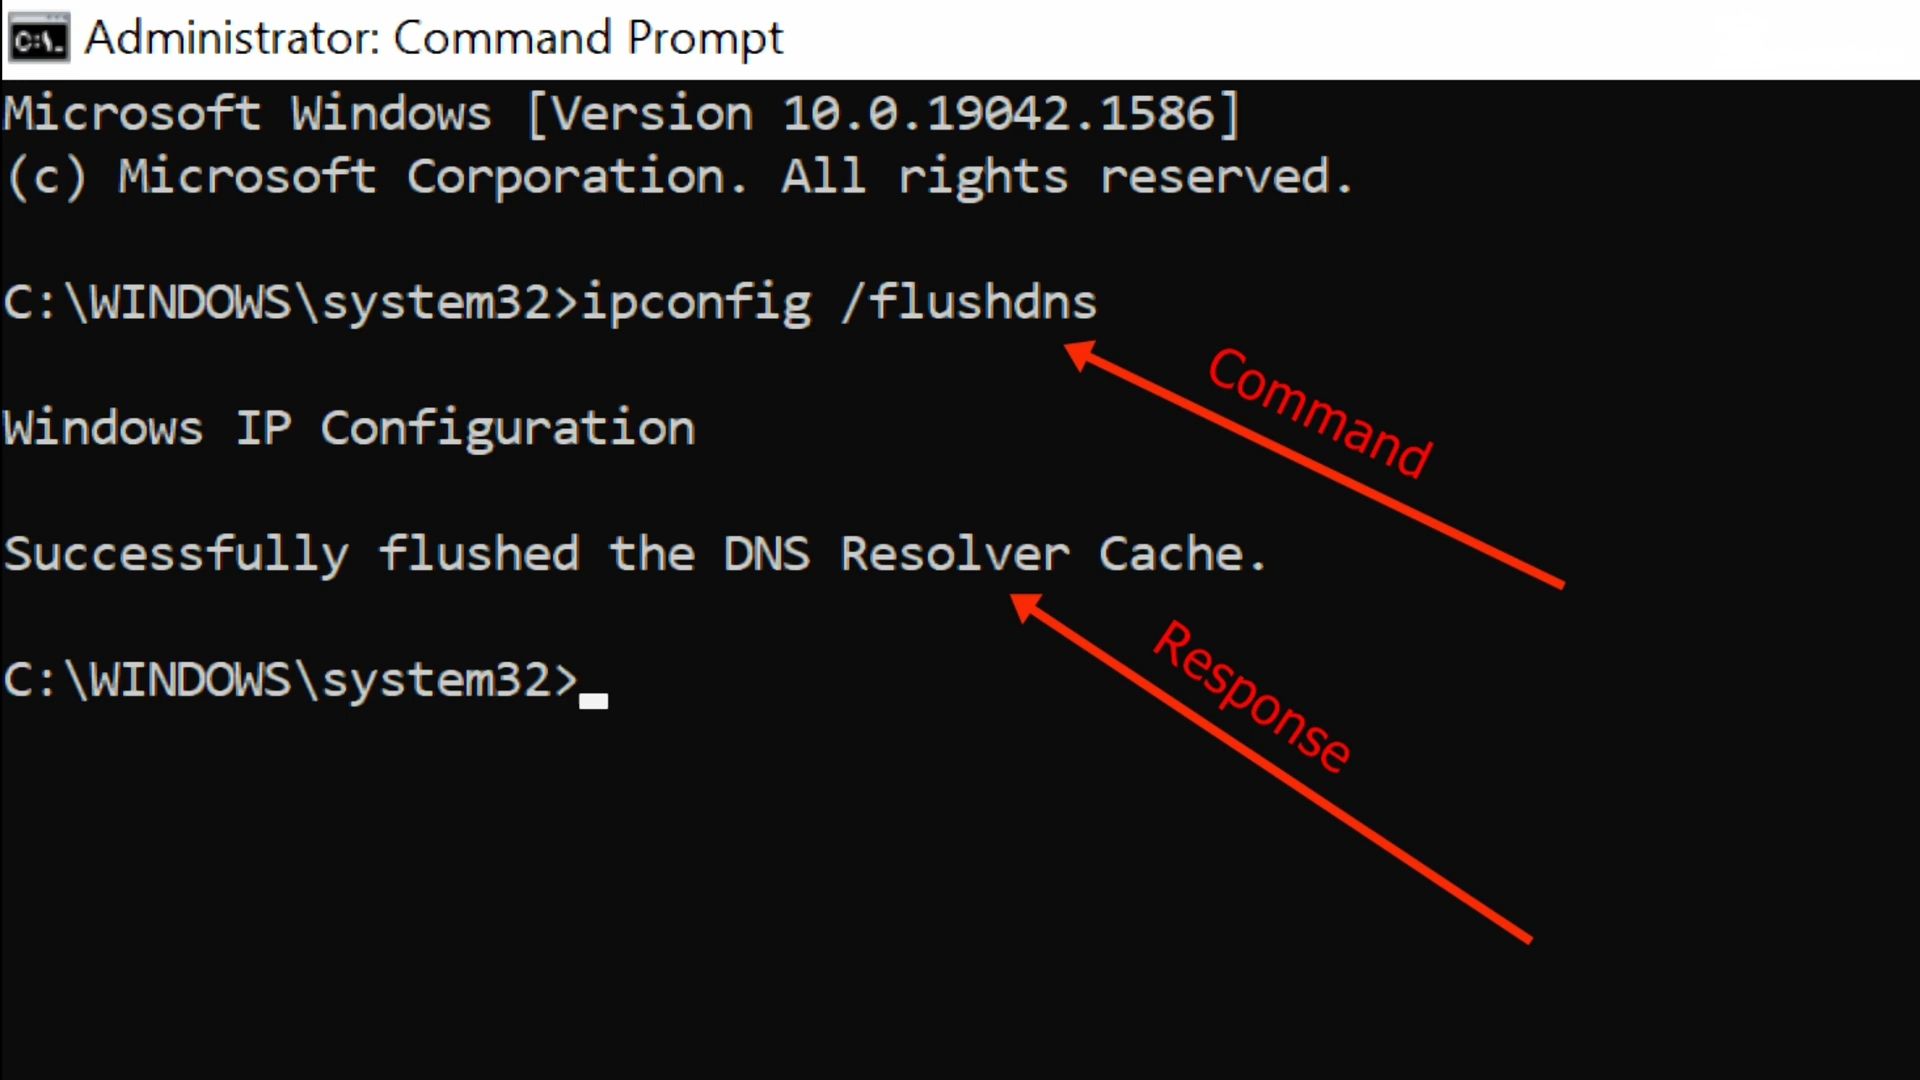 Administrator: Command Prompt
Microsoft Windows [Version 10.0.19042.1586]
(c) Microsoft Corporation. All rights reserved.
C:\WINDOWS\system32>ipconfig /flushdns
Command
Windows IP Configuration
Successfully flushed the DNS Resolver Cache.
Response
C:\WINDOWS\system32>